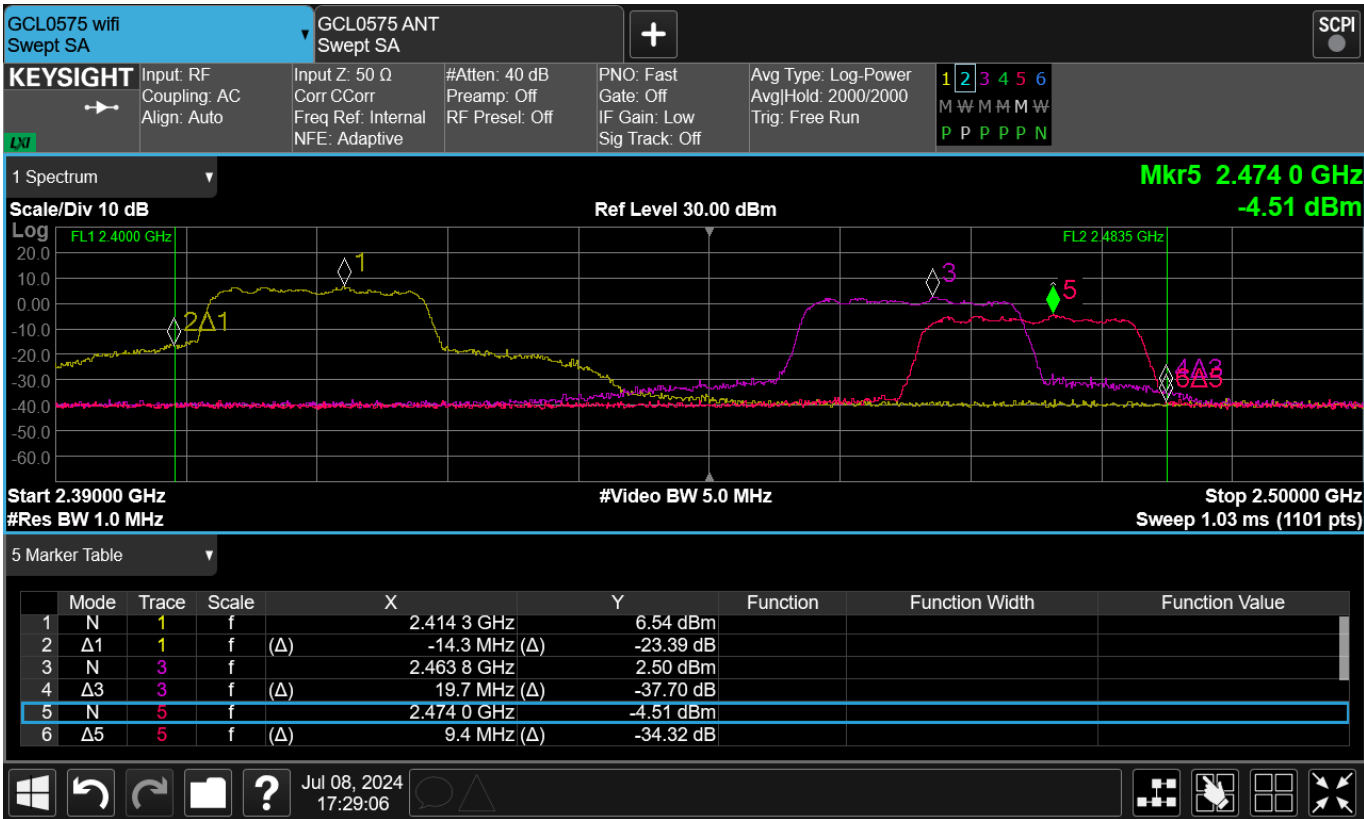 GCL0575 wifi
Swept SA
GCL0575 ANT
Swept SA
SCPI
KEYSIGHT
LXI
Input: RF
Coupling: AC
Align: Auto
Input Z: 50 Ω
Corr CCorr
Freq Ref: Internal
NFE: Adaptive
#Atten: 40 dB
Preamp: Off
RF Presel: Off
PNO: Fast
Gate: Off
IF Gain: Low
Sig Track: Off
Avg Type: Log-Power
Avg|Hold: 2000/2000
Trig: Free Run
1 2 3 4 5 6
M W M M M W
P P P P P N
1 Spectrum
Mkr5 2.474 0 GHz
-4.51 dBm
Scale/Div 10 dB
Ref Level 30.00 dBm
Log
FL1 2.4000 GHz
FL2 2.4835 GHz
20.0
10.0
0.00
-10.0
-20.0
-30.0
-40.0
-50.0
-60.0
1
2Δ1
3
5
4Δ3
6Δ5
Start 2.39000 GHz
#Video BW 5.0 MHz
Stop 2.50000 GHz
#Res BW 1.0 MHz
Sweep 1.03 ms (1101 pts)
5 Marker Table
Mode Trace Scale X Y Function Function Width Function Value
1 N 1 f 2.414 3 GHz 6.54 dBm
2 Δ1 1 f (Δ) -14.3 MHz (Δ) -23.39 dB
3 N 3 f 2.463 8 GHz 2.50 dBm
4 Δ3 3 f (Δ) 19.7 MHz (Δ) -37.70 dB
5 N 5 f 2.474 0 GHz -4.51 dBm
6 Δ5 5 f (Δ) 9.4 MHz (Δ) -34.32 dB
?
Jul 08, 2024
17:29:06